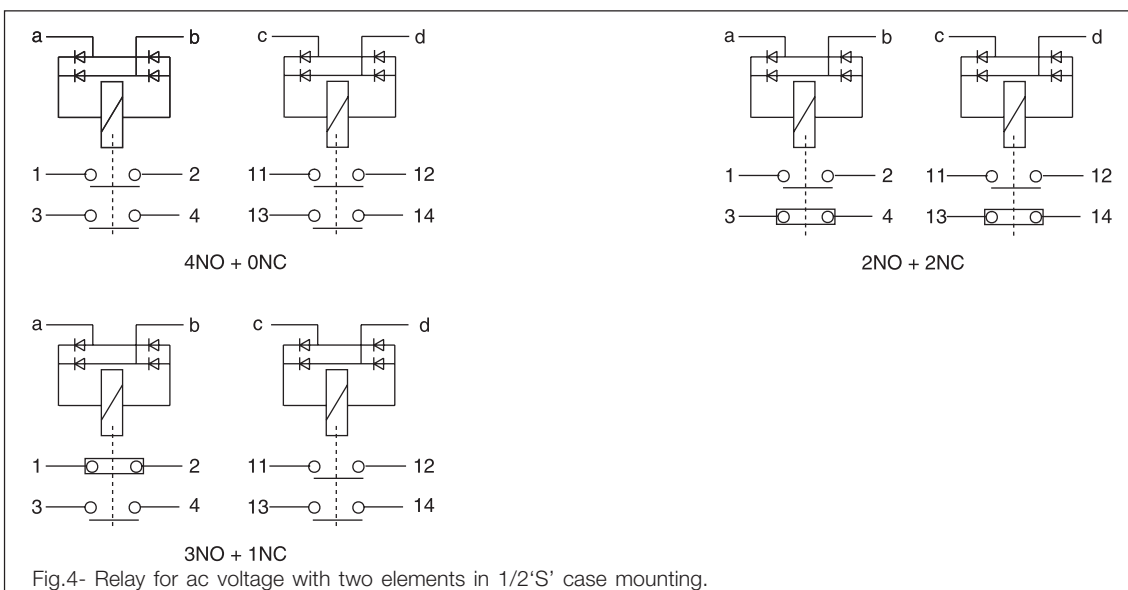 a b c d a b c d
1 2 11 12 1 2 11 12
3 4 13 14 3 4 13 14
4NO + 0NC 2NO + 2NC
a b c d
1 2 11 12
3 4 13 14
3NO + 1NC
Fig.4- Relay for ac voltage with two elements in 1/2‘S’ case mounting.